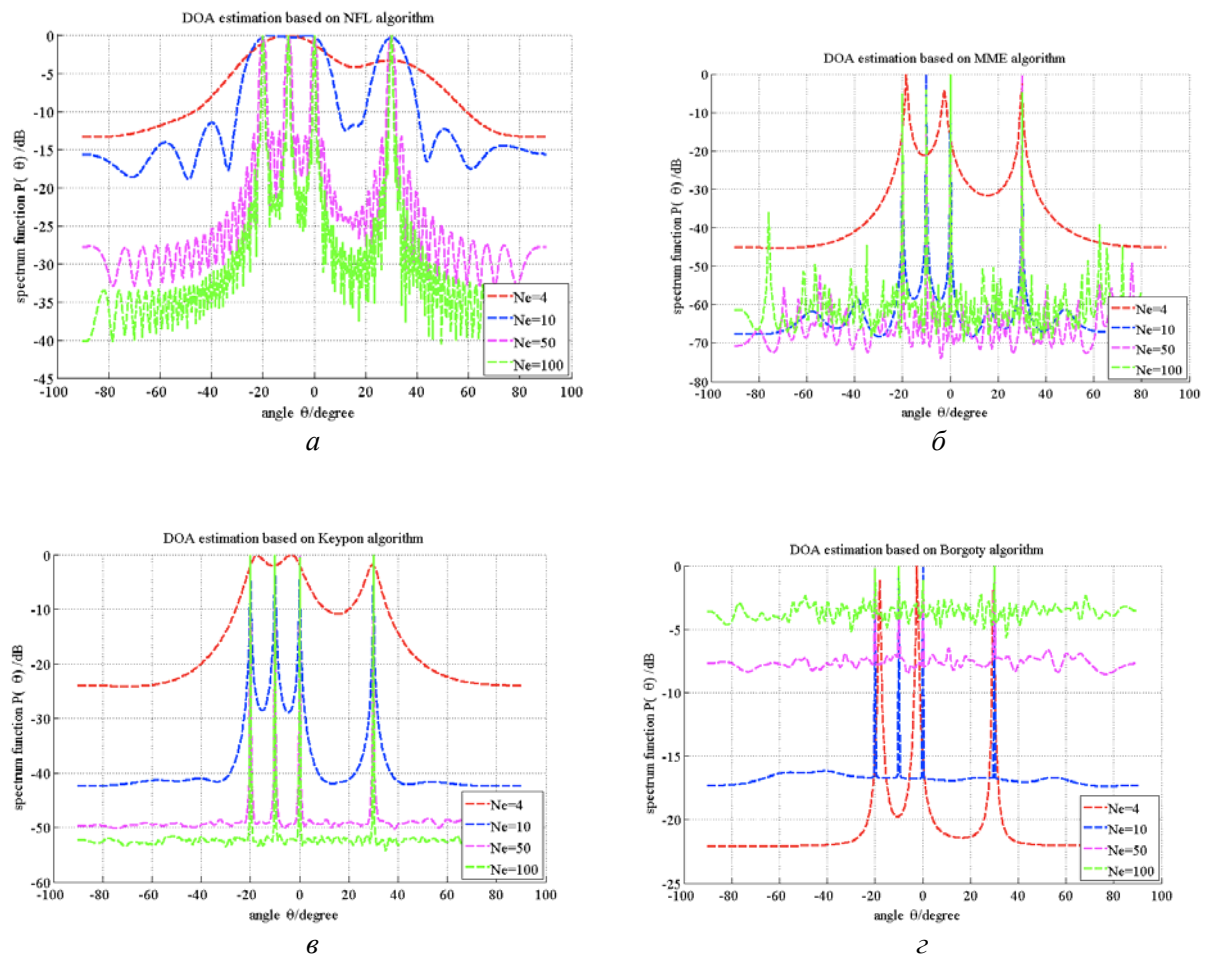 DOA estimation based on NFL algorithm
spectrum function P( θ) /dB
0
-5
-10
-15
-20
-25
-30
-35
-40
-45
-100 -80 -60 -40 -20 0 20 40 60 80 100
angle θ/degree
Ne=4
Ne=10
Ne=50
Ne=100
а
DOA estimation based on MME algorithm
spectrum function P( θ) /dB
0
-10
-20
-30
-40
-50
-60
-70
-80
-100 -80 -60 -40 -20 0 20 40 60 80 100
angle θ/degree
Ne=4
Ne=10
Ne=50
Ne=100
б
DOA estimation based on Keypon algorithm
spectrum function P( θ) /dB
0
-10
-20
-30
-40
-50
-60
-100 -80 -60 -40 -20 0 20 40 60 80 100
angle θ/degree
Ne=4
Ne=10
Ne=50
Ne=100
в
DOA estimation based on Borgoty algorithm
spectrum function P( θ) /dB
0
-5
-10
-15
-20
-25
-100 -80 -60 -40 -20 0 20 40 60 80 100
angle θ/degree
Ne=4
Ne=10
Ne=50
Ne=100
г